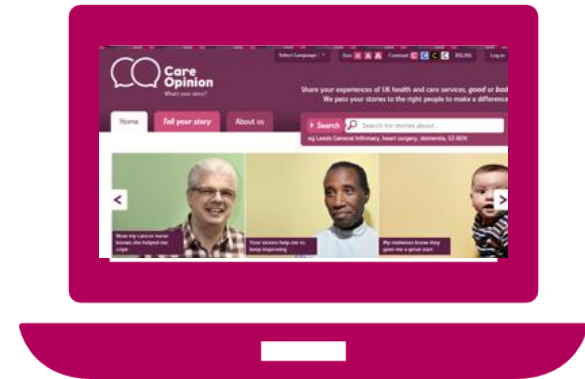 Select Language
Size A A A Contrast C C C C BSL/ISL Log in
Care
Opinion
What's your story?
Share your experiences of UK health and care services, good or bad
We pass your stories to the right people to make a difference
Home Tell your story About us
Search Search for stories about...
eg Leeds General Infirmary, heart surgery, dementia, S3 8EN
Now my cancer nurse
knows she helped me
cope
Your stories help me to
keep improving
My midwives know they
gave me a great start